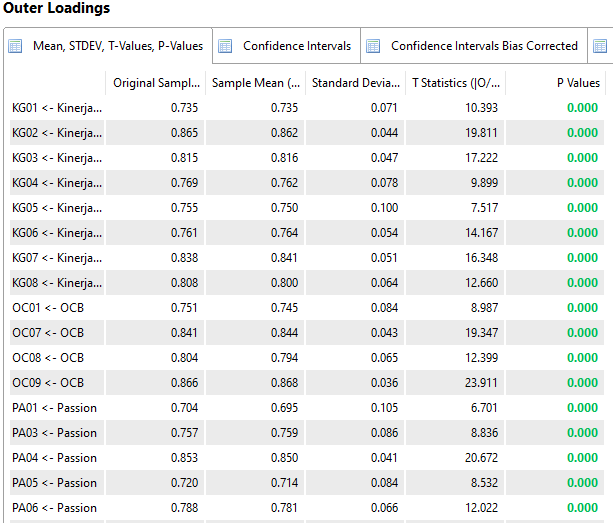 Outer Loadings
Mean, STDEV, T-Values, P-Values Confidence Intervals Confidence Intervals Bias Corrected
Original Sampl... Sample Mean (... Standard Devia... T Statistics (|O/... P Values
KG01 <- Kinerja... 0.735 0.735 0.071 10.393 0.000
KG02 <- Kinerja... 0.865 0.862 0.044 19.811 0.000
KG03 <- Kinerja... 0.815 0.816 0.047 17.222 0.000
KG04 <- Kinerja... 0.769 0.762 0.078 9.899 0.000
KG05 <- Kinerja... 0.755 0.750 0.100 7.517 0.000
KG06 <- Kinerja... 0.761 0.764 0.054 14.167 0.000
KG07 <- Kinerja... 0.838 0.841 0.051 16.348 0.000
KG08 <- Kinerja... 0.808 0.800 0.064 12.660 0.000
OC01 <- OCB 0.751 0.745 0.084 8.987 0.000
OC07 <- OCB 0.841 0.844 0.043 19.347 0.000
OC08 <- OCB 0.804 0.794 0.065 12.399 0.000
OC09 <- OCB 0.866 0.868 0.036 23.911 0.000
PA01 <- Passion 0.704 0.695 0.105 6.701 0.000
PA03 <- Passion 0.757 0.759 0.086 8.836 0.000
PA04 <- Passion 0.853 0.850 0.041 20.672 0.000
PA05 <- Passion 0.720 0.714 0.084 8.532 0.000
PA06 <- Passion 0.788 0.781 0.066 12.022 0.000